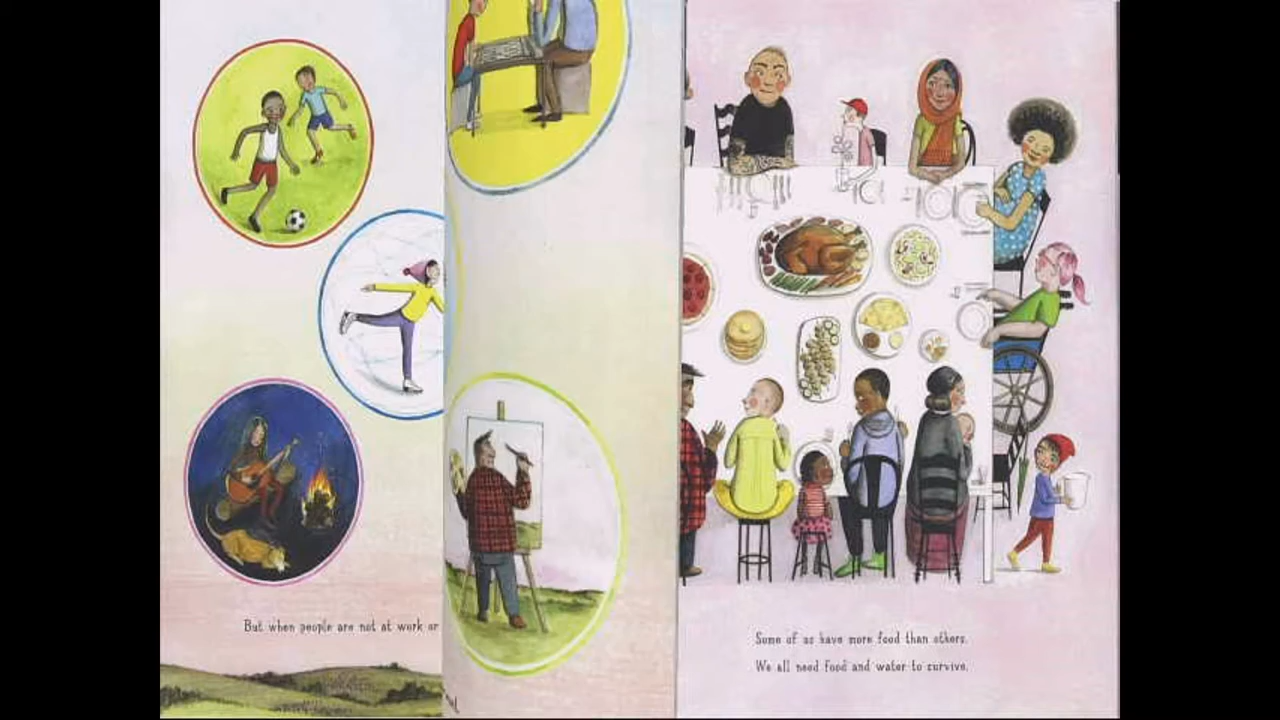 But when people are not at work or
Some of us have more food than others.
We all need food and water to survive.